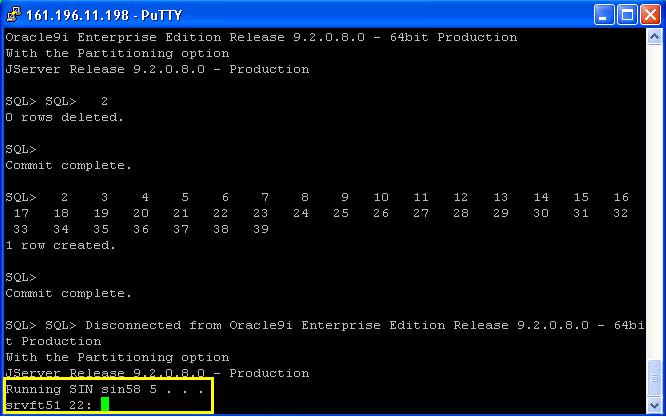 161.196.11.198 - PuTTY
Oracle9i Enterprise Edition Release 9.2.0.8.0 - 64bit Production
With the Partitioning option
JServer Release 9.2.0.8.0 - Production
SQL> SQL>   2
0 rows deleted.
SQL>
Commit complete.
SQL>   2    3    4    5    6    7    8    9   10   11   12   13   14   15   16
17   18   19   20   21   22   23   24   25   26   27   28   29   30   31   32
33   34   35   36   37   38   39
1 row created.
SQL>
Commit complete.
SQL> SQL> Disconnected from Oracle9i Enterprise Edition Release 9.2.0.8.0 - 64bi
t Production
With the Partitioning option
JServer Release 9.2.0.8.0 - Production
Running SIN sin58 5 . . .
srvft51 22: